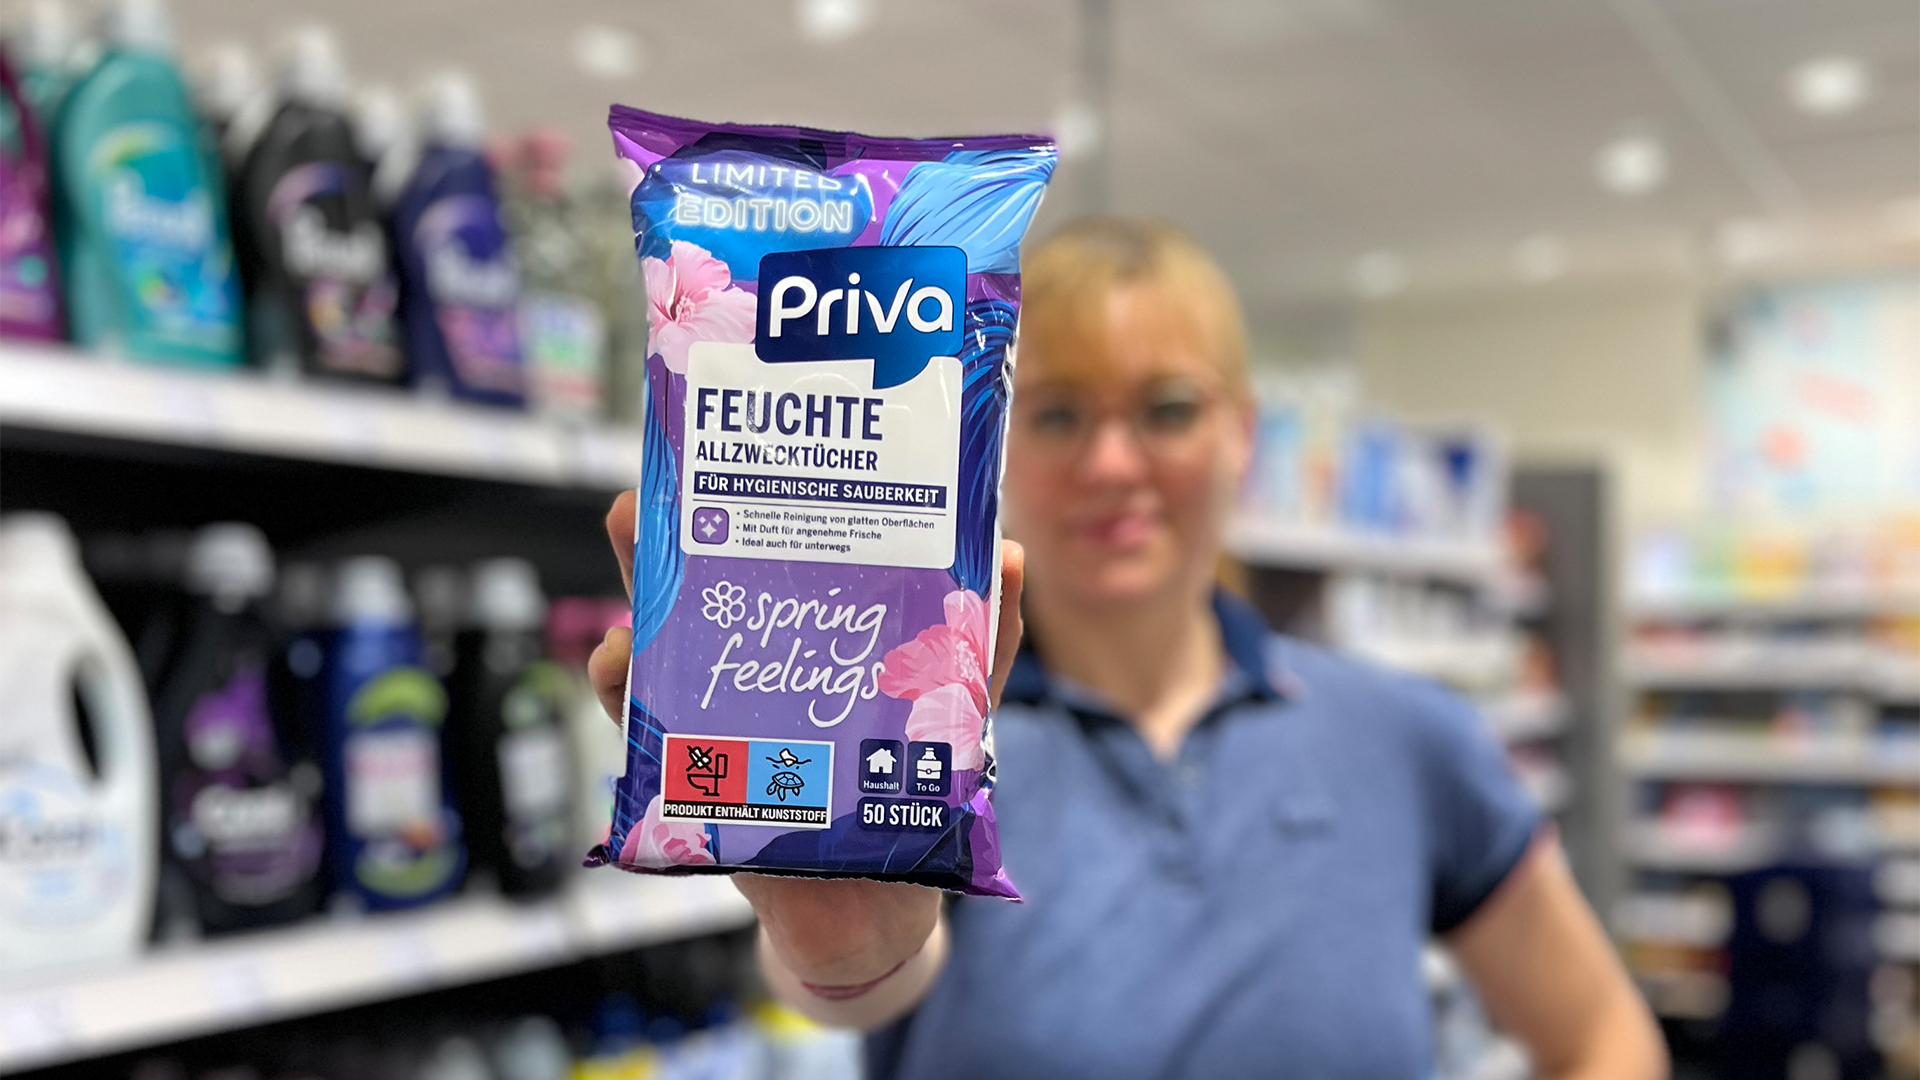 LIMITED
EDITION
Priva
FEUCHTE
ALLZWECKTÜCHER
FÜR HYGIENISCHE SAUBERKEIT
• Schnelle Reinigung von glatten Oberflächen
• Mit Duft für angenehme Frische
• Ideal auch für unterwegs
spring
feelings
PRODUKT ENTHÄLT KUNSTSTOFF
Haushalt
To Go
50 STÜCK